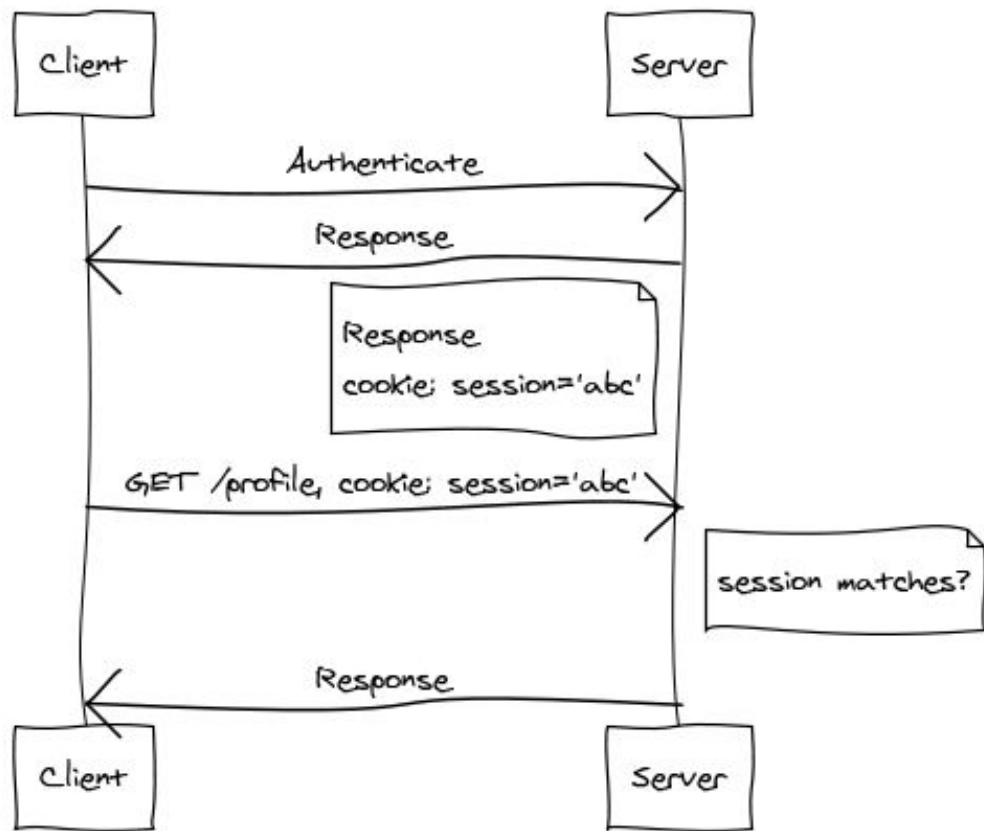 Client
Server
Authenticate
Response
Response
cookie: session='abc'
GET /profile, cookie: session='abc'
session matches?
Response
Client
Server